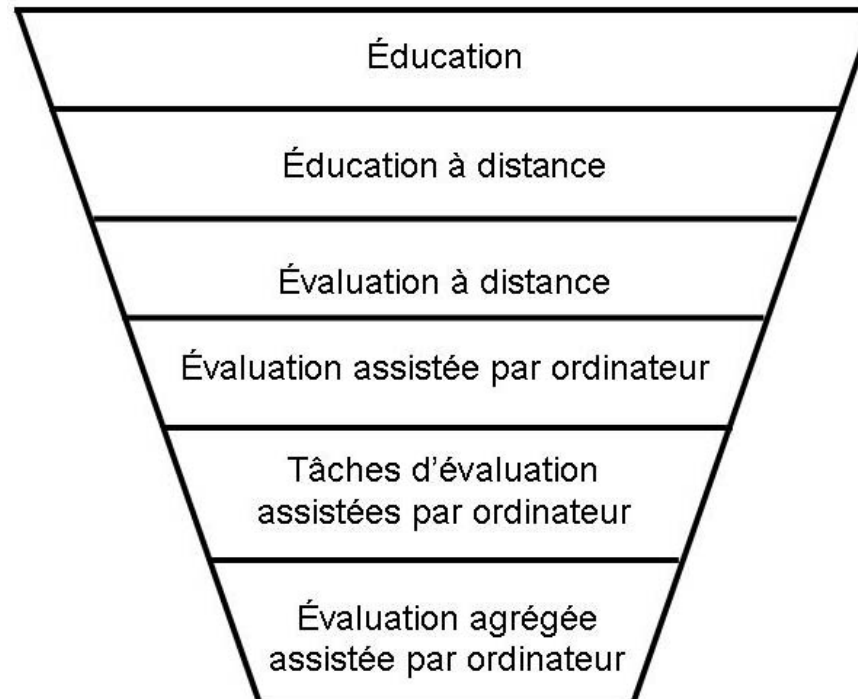 Éducation
Éducation à distance
Évaluation à distance
Évaluation assistée par ordinateur
Tâches d’évaluation
assistées par ordinateur
Évaluation agrégée
assistée par ordinateur